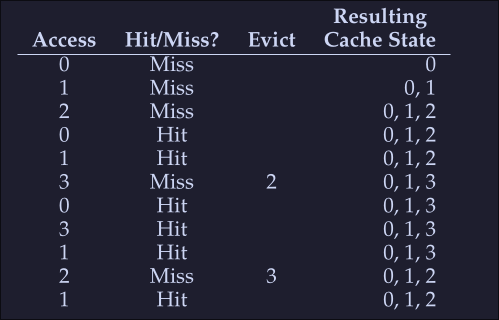 Resulting
Access Hit/Miss? Evict Cache State
0 Miss 0
1 Miss 0, 1
2 Miss 0, 1, 2
0 Hit 0, 1, 2
1 Hit 0, 1, 2
3 Miss 2 0, 1, 3
0 Hit 0, 1, 3
3 Hit 0, 1, 3
1 Hit 0, 1, 3
2 Miss 3 0, 1, 2
1 Hit 0, 1, 2